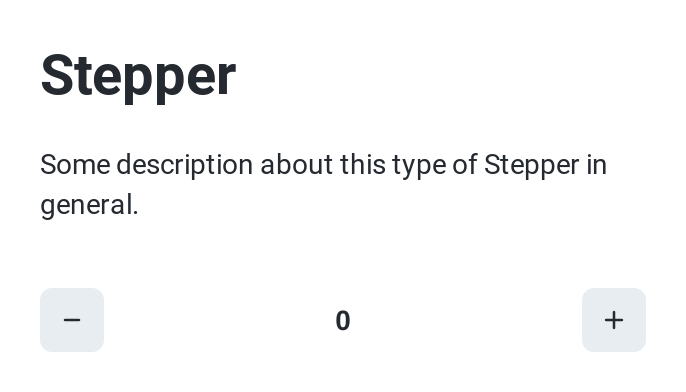 Stepper
Some description about this type of Stepper in
general.
− 0 +